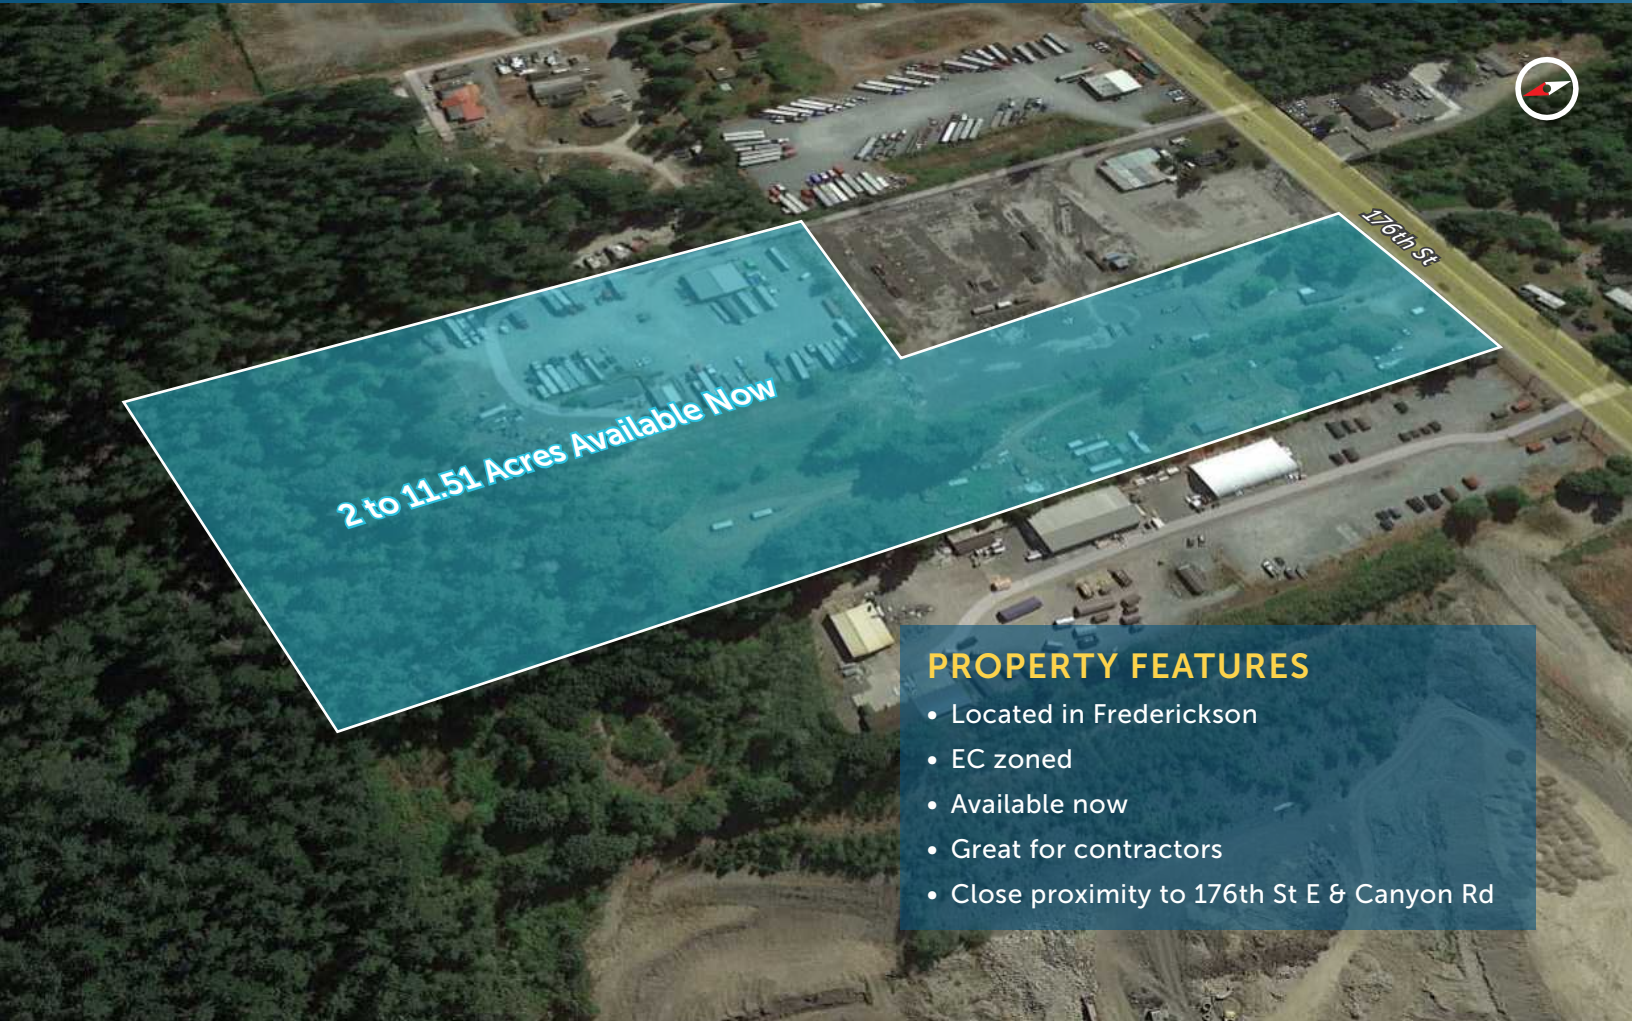 176th St
2 to 11.51 Acres Available Now
PROPERTY FEATURES
• Located in Frederickson
• EC zoned
• Available now
• Great for contractors
• Close proximity to 176th St E & Canyon Rd